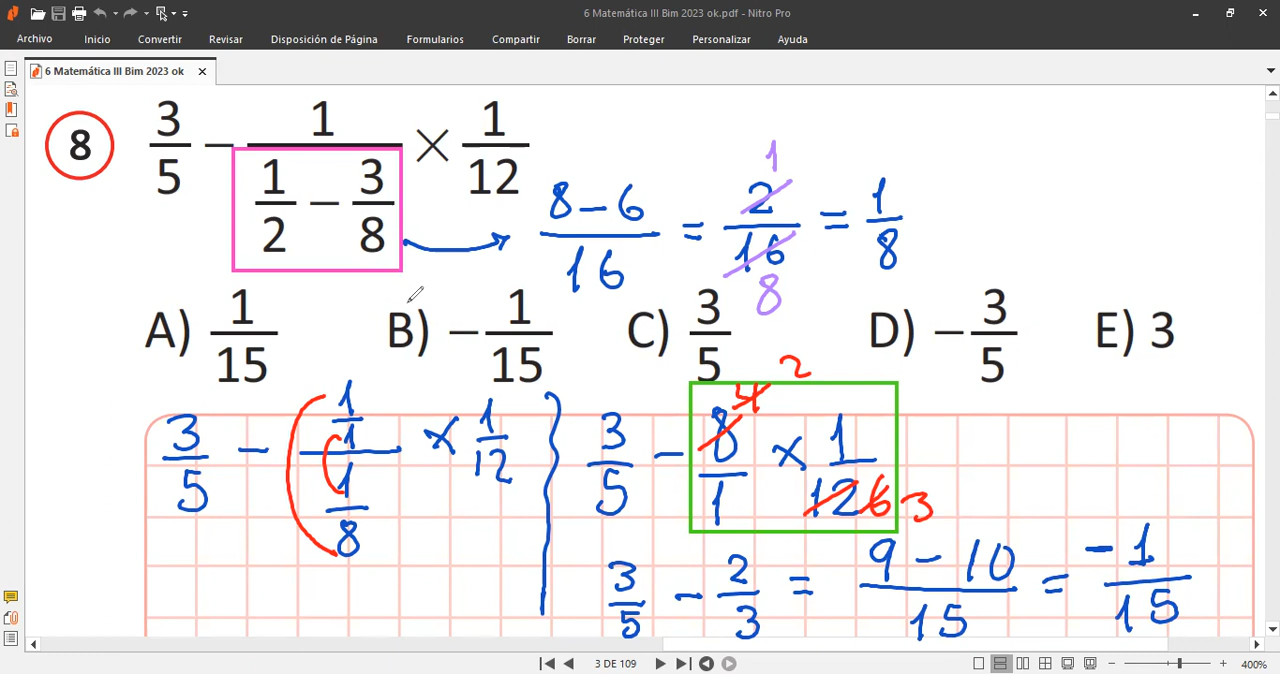 6 Matemática III Bim 2023 ok.pdf - Nitro Pro
Archivo Inicio Convertir Revisar Disposición de Página Formularios Compartir Borrar Proteger Personalizar Ayuda
6 Matemática III Bim 2023 ok
8
3/5 − 1/(1/2 − 3/8) × 1/12
(8 − 6)/16 = 2/16 = 1/8
1
8
A) 1/15 B) −1/15 C) 3/5 D) −3/5 E) 3
3/5 − (1/1)/(1/8) × 1/12
3/5 − 8/1 × 1/12
4 2
6 3
3/5 − 2/3 = (9 − 10)/15 = −1/15
3 DE 109
400%